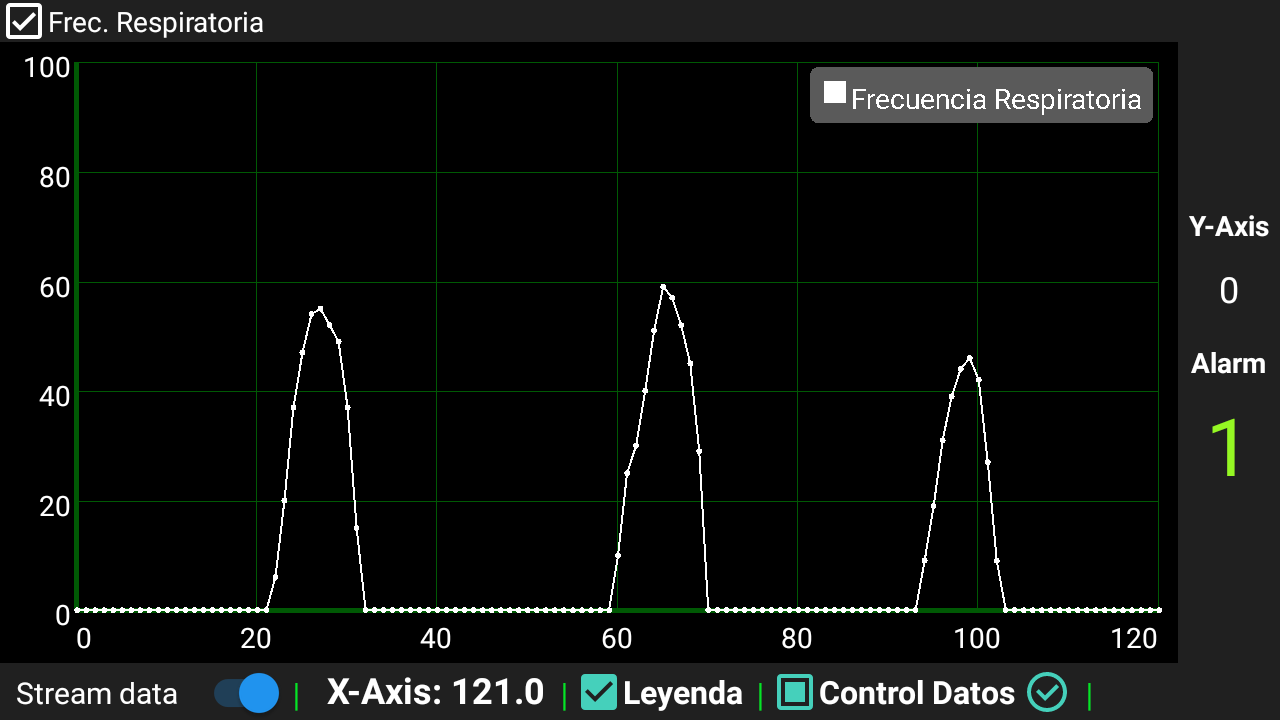 Frec. Respiratoria
100
Frecuencia Respiratoria
80
Y-Axis
60
0
Alarm
40
1
20
0
0 20 40 60 80 100 120
Stream data | X-Axis: 121.0 | Leyenda | Control Datos |